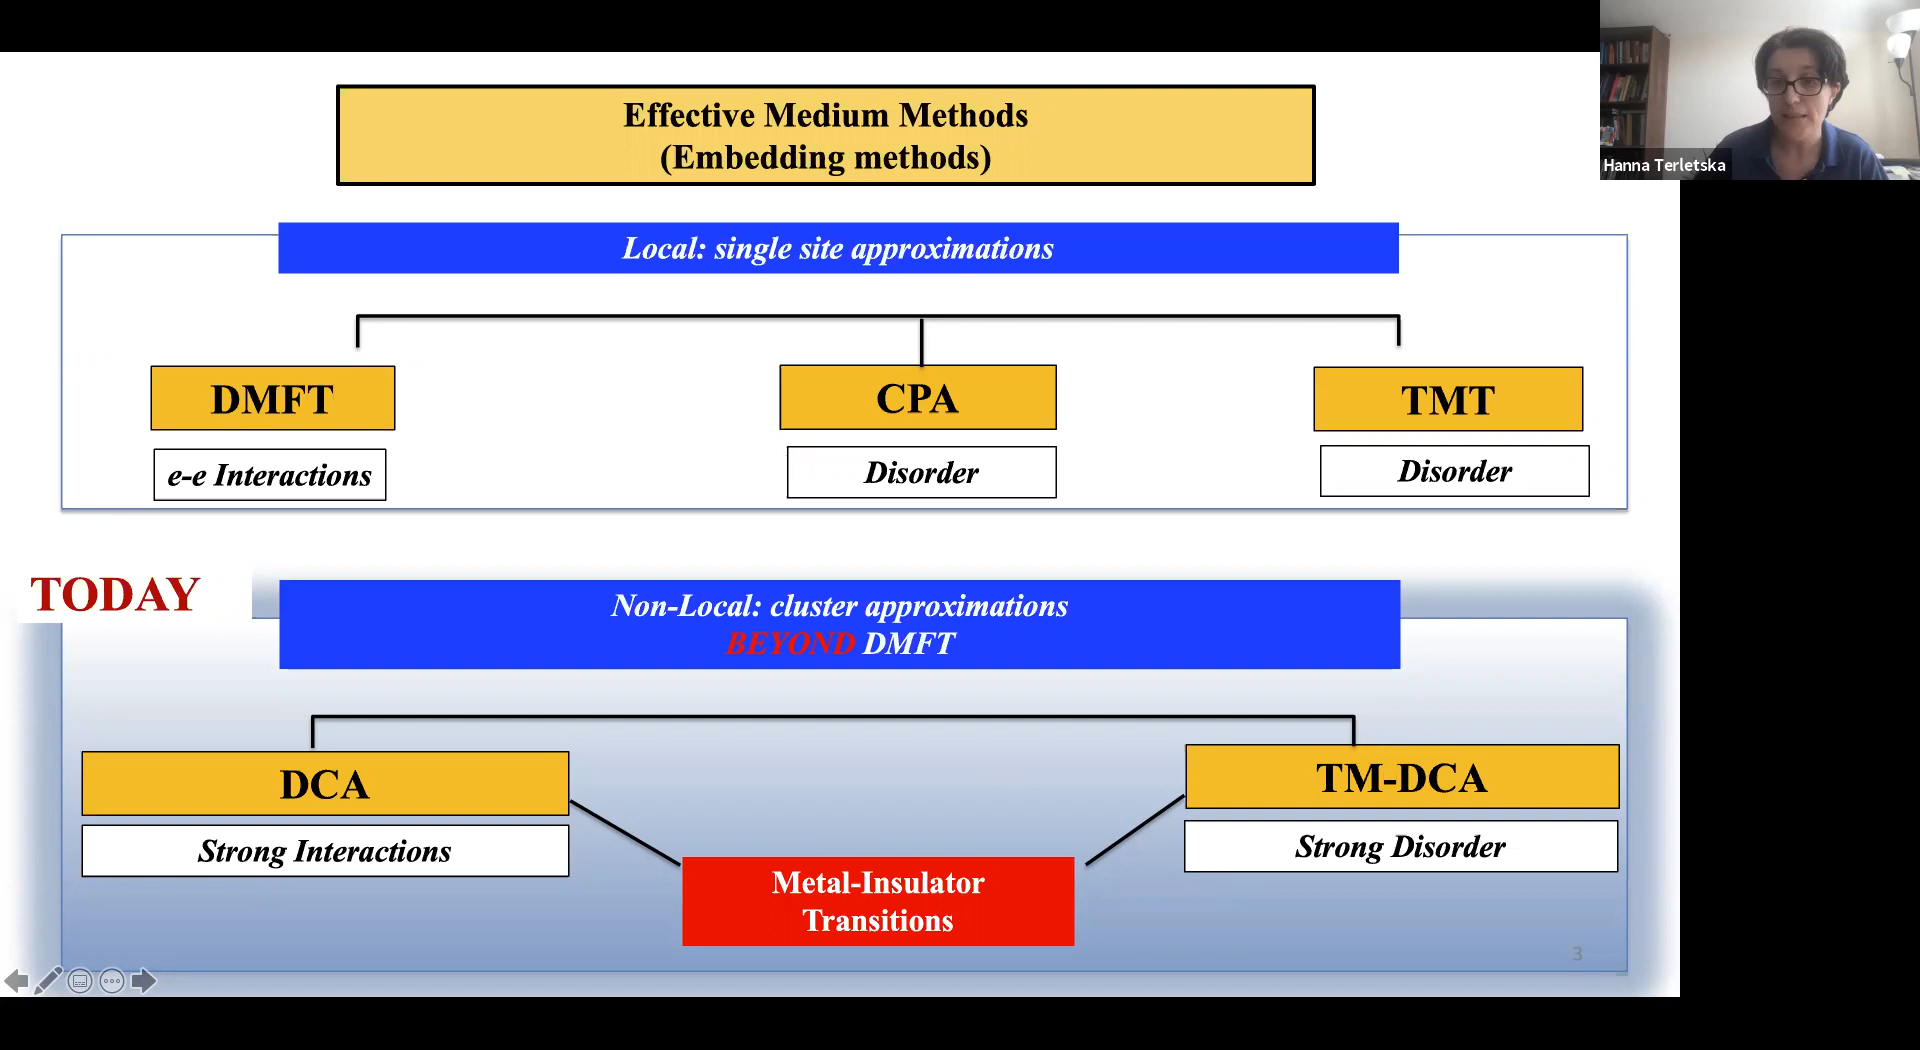 Effective Medium Methods
(Embedding methods)
Hanna Terletska
Local: single site approximations
DMFT
CPA
TMT
e-e Interactions
Disorder
Disorder
TODAY
Non-Local: cluster approximations
BEYOND DMFT
DCA
TM-DCA
Strong Interactions
Strong Disorder
Metal-Insulator
Transitions
3